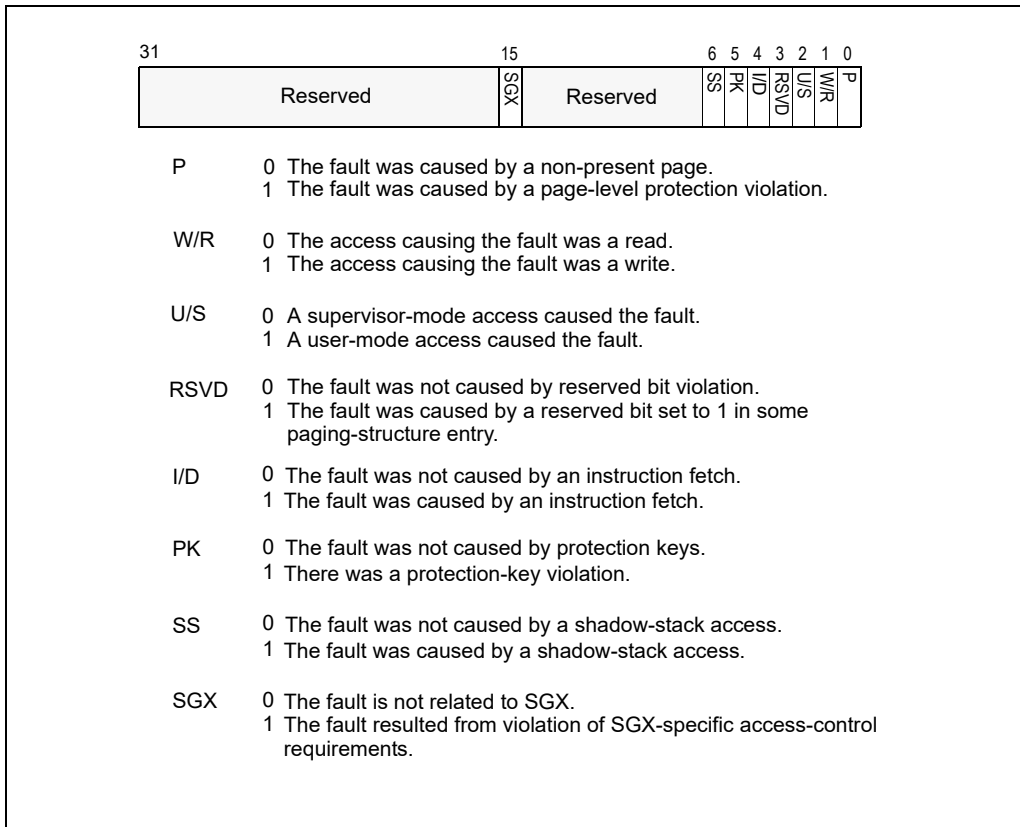 31 15 6 5 4 3 2 1 0
Reserved SGX Reserved SS PK I/D RSVD U/S W/R P
P 0 The fault was caused by a non-present page.
1 The fault was caused by a page-level protection violation.
W/R 0 The access causing the fault was a read.
1 The access causing the fault was a write.
U/S 0 A supervisor-mode access caused the fault.
1 A user-mode access caused the fault.
RSVD 0 The fault was not caused by reserved bit violation.
1 The fault was caused by a reserved bit set to 1 in some
paging-structure entry.
I/D 0 The fault was not caused by an instruction fetch.
1 The fault was caused by an instruction fetch.
PK 0 The fault was not caused by protection keys.
1 There was a protection-key violation.
SS 0 The fault was not caused by a shadow-stack access.
1 The fault was caused by a shadow-stack access.
SGX 0 The fault is not related to SGX.
1 The fault resulted from violation of SGX-specific access-control
requirements.